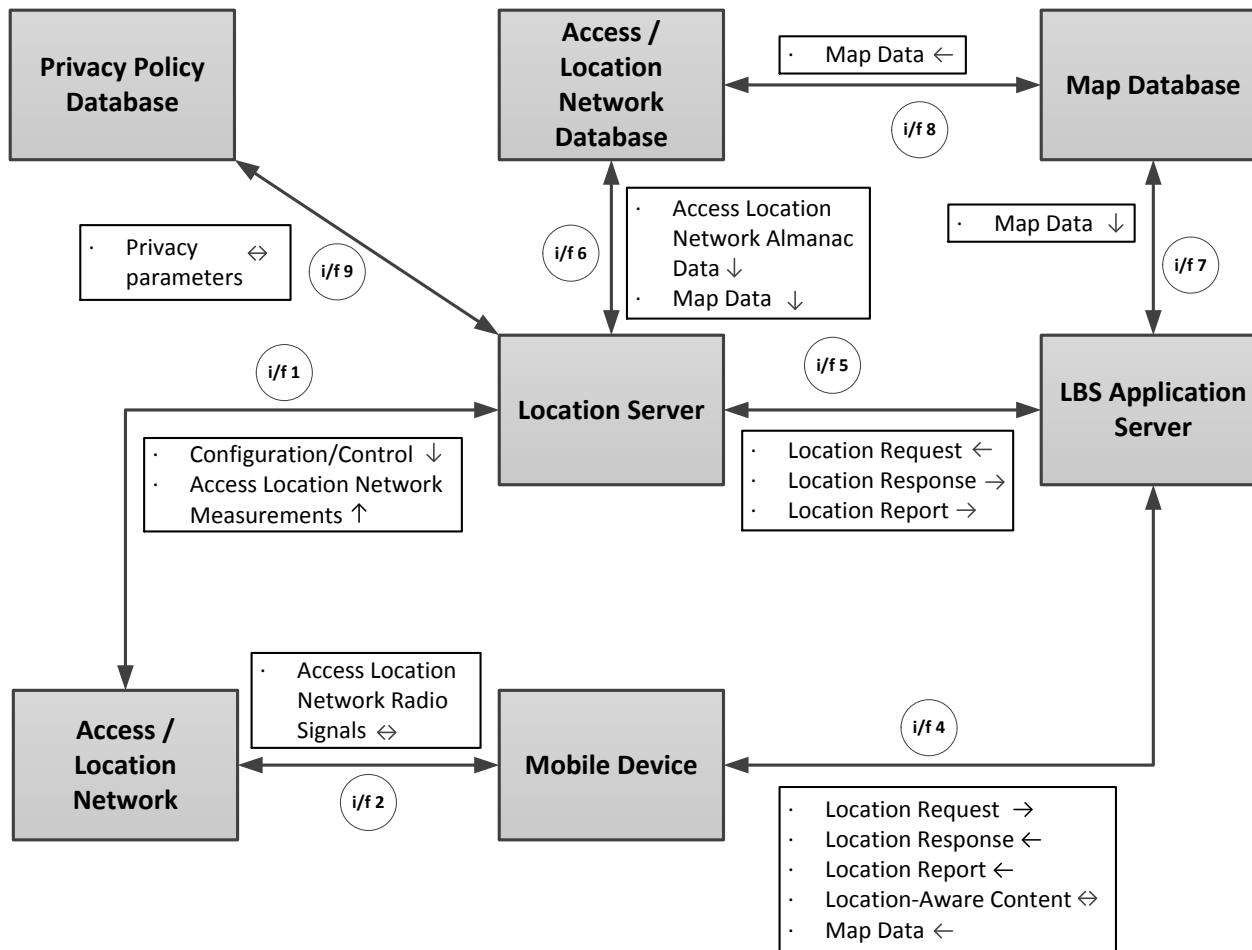 Privacy Policy
Database
Access /
Location
Network
Database
· Map Data ←
i/f 8
Map Database
· Privacy ↔
parameters
i/f 9
i/f 6
· Access Location
Network Almanac
Data ↓
· Map Data ↓
· Map Data ↓
i/f 7
i/f 1
Location Server
i/f 5
LBS Application
Server
· Configuration/Control ↓
· Access Location Network
Measurements ↑
· Location Request ←
· Location Response →
· Location Report →
· Access Location
Network Radio
Signals ↔
Access /
Location
Network
i/f 2
Mobile Device
i/f 4
· Location Request →
· Location Response ←
· Location Report ←
· Location-Aware Content ↔
· Map Data ←